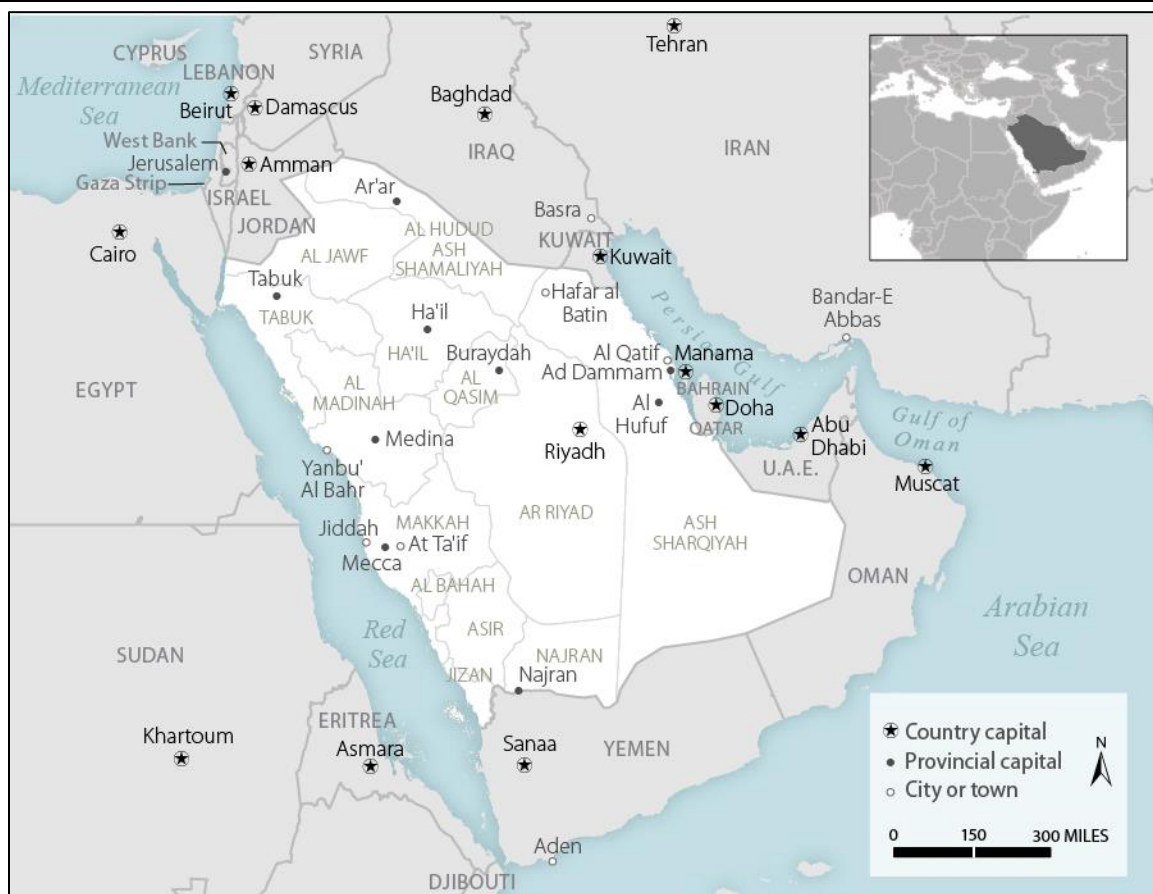 CYPRUS
SYRIA
Tehran
LEBANON
Mediterranean
Sea
Beirut
Damascus
Baghdad
West Bank
Jerusalem
Amman
IRAQ
IRAN
Gaza Strip
ISRAEL
Ar'ar
JORDAN
Basra
Cairo
AL HUDUD
ASH
SHAMALIYAH
KUWAIT
Kuwait
AL JAWF
Tabuk
TABUK
Hafar al
Batin
Bandar-E
Abbas
Ha'il
HA'IL
Persian Gulf
Buraydah
Al Qatif
Manama
Ad Dammam
BAHRAIN
EGYPT
AL
MADINAH
AL
QASIM
Al
Hufuf
Doha
QATAR
Abu
Dhabi
Gulf of
Oman
Medina
Riyadh
U.A.E.
Muscat
Yanbu'
Al Bahr
AR RIYAD
ASH
SHARQIYAH
Jiddah
MAKKAH
At Ta'if
Mecca
AL BAHAH
OMAN
Arabian
Sea
Red
Sea
ASIR
NAJRAN
SUDAN
JIZAN
Najran
ERITREA
Khartoum
Asmara
Sanaa
YEMEN
Aden
DJIBOUTI
Country capital
Provincial capital
City or town
N
0 150 300 MILES